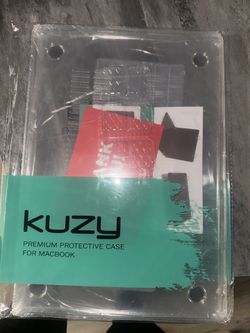 kuzy
PREMIUM PROTECTIVE CASE
FOR MACBOOK